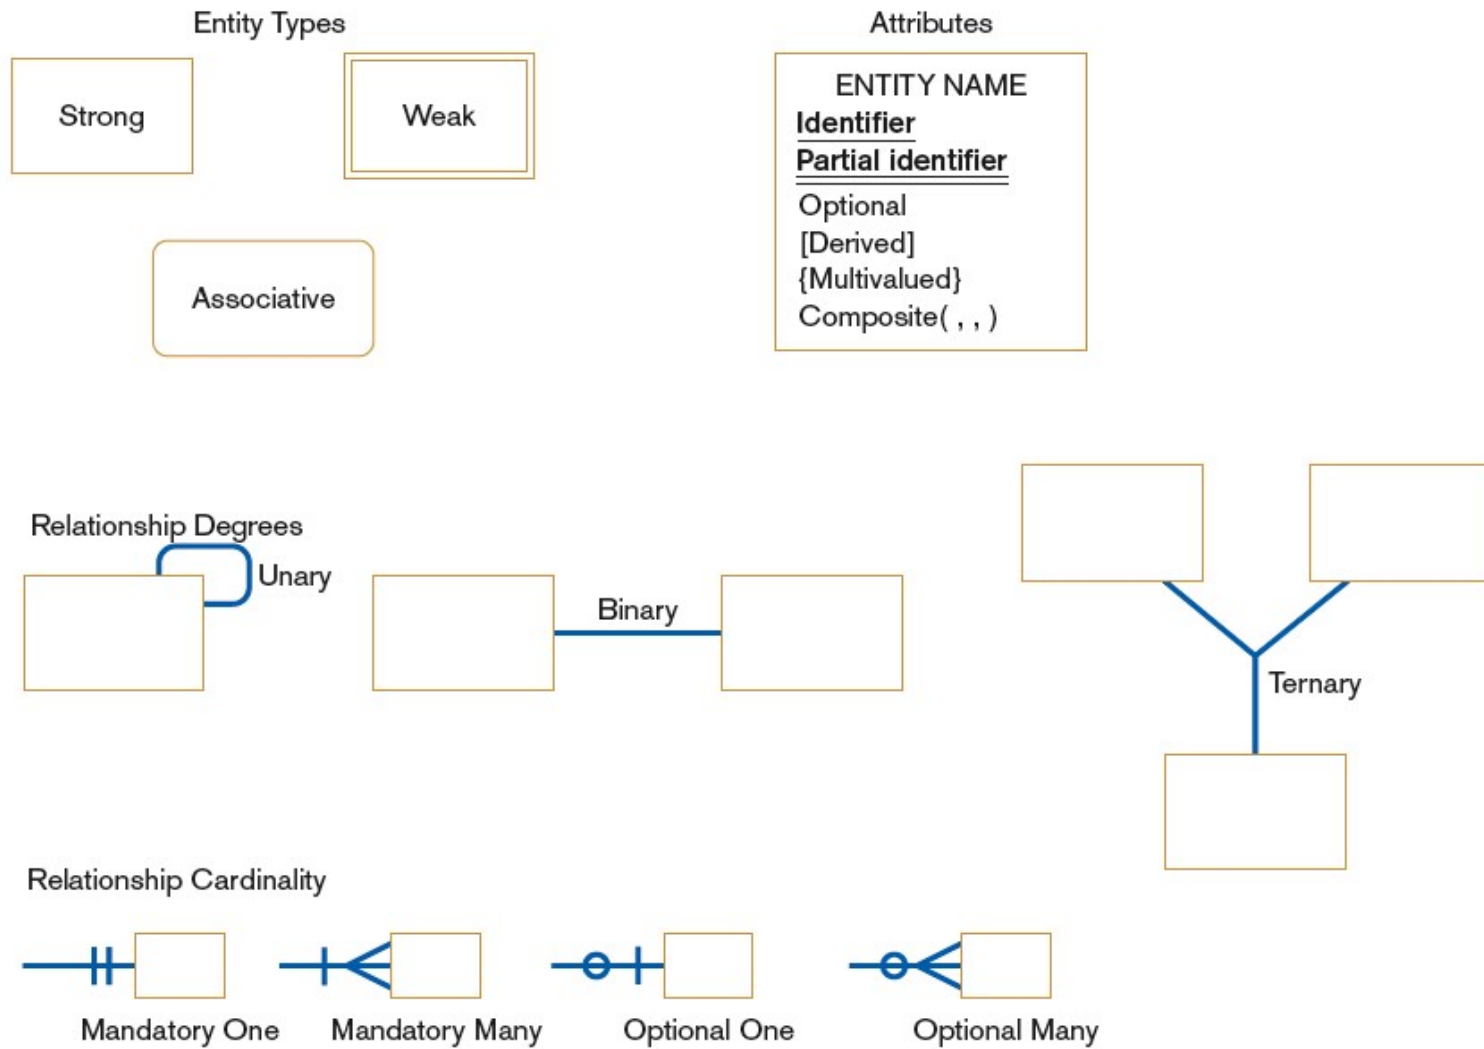 Entity Types
Strong
Weak
Associative
Attributes
ENTITY NAME
Identifier
Partial identifier
Optional
[Derived]
{Multivalued}
Composite( , , )
Relationship Degrees
Unary
Binary
Ternary
Relationship Cardinality
Mandatory One
Mandatory Many
Optional One
Optional Many